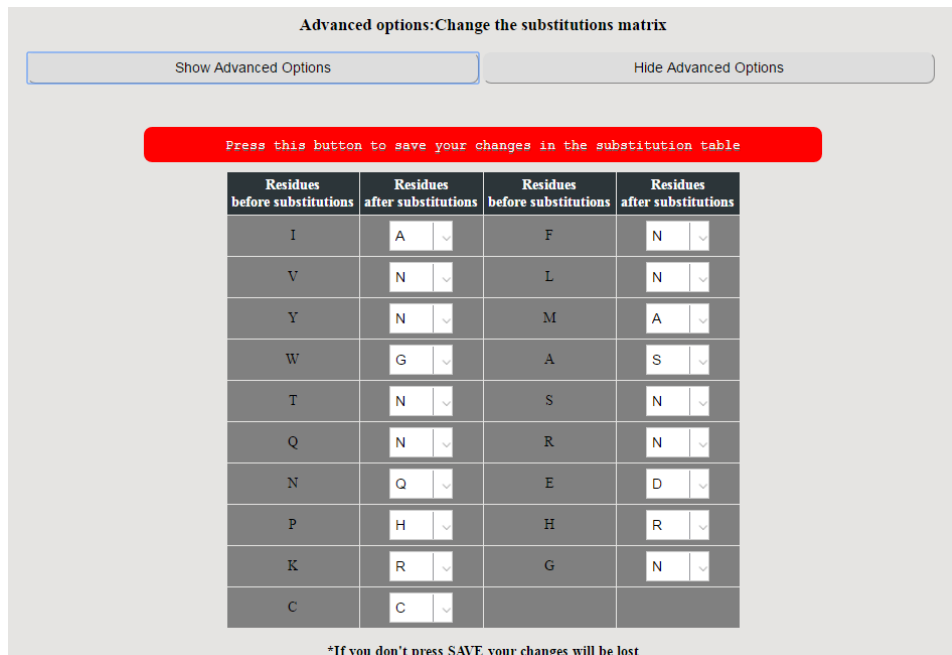 Advanced options:Change the substitutions matrix
Show Advanced Options Hide Advanced Options
Press this button to save your changes in the substitution table
Residues before substitutions Residues after substitutions Residues before substitutions Residues after substitutions
I A F N
V N L N
Y N M A
W G A S
T N S N
Q N R N
N Q E D
P H H R
K R G N
C C
*If you don't press SAVE your changes will be lost